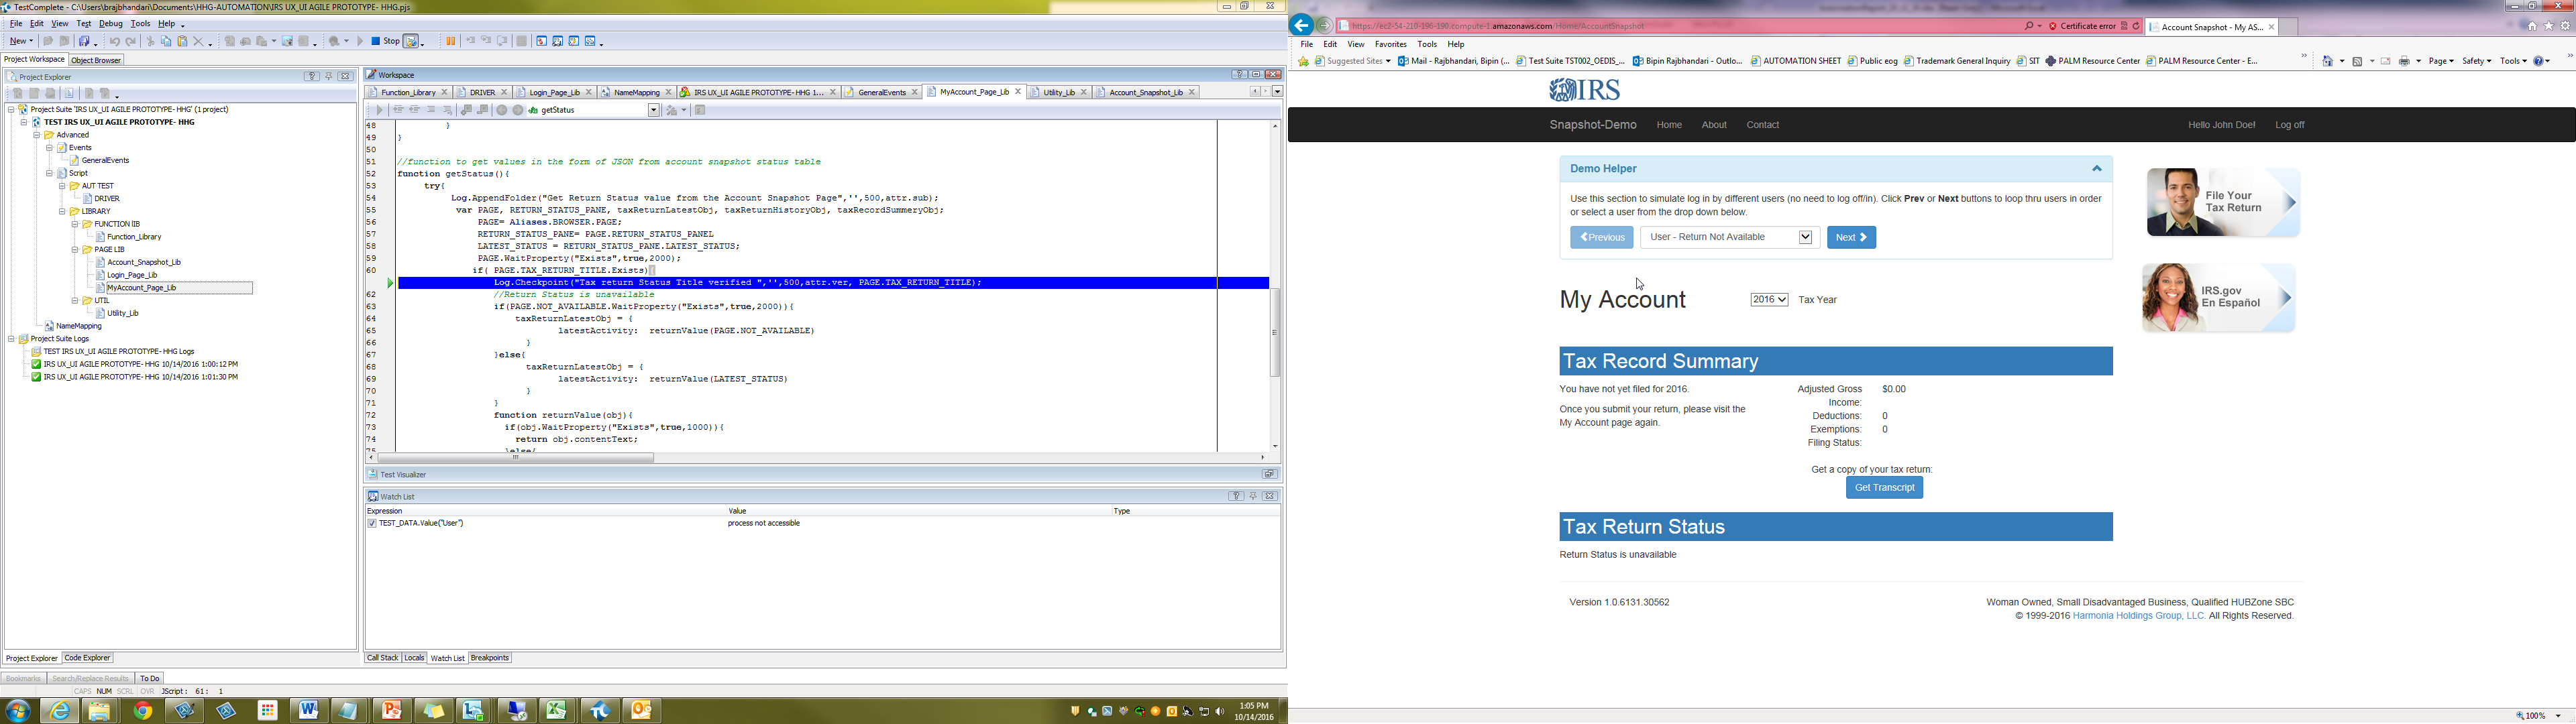 TestComplete - C:\Users\brajbhandari\Documents\HHG-AUTOMATION\IRS UX_UI AGILE PROTOTYPE- HHG.pjs
File Edit View Test Debug Tools Help
New Stop
Project Workspace Object Browser
Project Explorer
Project Suite 'IRS UX_UI AGILE PROTOTYPE- HHG' (1 project)
TEST IRS UX_UI AGILE PROTOTYPE- HHG
Advanced
Events
GeneralEvents
Script
AUT TEST
DRIVER
LIBRARY
FUNCTION lIB
Function_Library
PAGE LIB
Account_Snapshot_Lib
Login_Page_Lib
MyAccount_Page_Lib
UTIL
Utility_Lib
NameMapping
Project Suite Logs
TEST IRS UX_UI AGILE PROTOTYPE- HHG Logs
IRS UX_UI AGILE PROTOTYPE- HHG 10/14/2016 1:00:12 PM
IRS UX_UI AGILE PROTOTYPE- HHG 10/14/2016 1:01:30 PM
Project Explorer Code Explorer
Bookmarks Search/Replace Results To Do
CAPS NUM SCRL OVR JScript: 61: 1
Workspace
Function_Library DRIVER Login_Page_Lib NameMapping IRS UX_UI AGILE PROTOTYPE- HHG 1... GeneralEvents MyAccount_Page_Lib Utility_Lib Account_Snapshot_Lib
getStatus
48 }
49 }
50
51 //function to get values in the form of JSON from account snapshot status table
52 function getStatus(){
53 try{
54 Log.AppendFolder("Get Return Status value from the Account Snapshot Page",'',500,attr.sub);
55 var PAGE, RETURN_STATUS_PANE, taxReturnLatestObj, taxReturnHistoryObj, taxRecordSummeryObj;
56 PAGE= Aliases.BROWSER.PAGE;
57 RETURN_STATUS_PANE= PAGE.RETURN_STATUS_PANEL
58 LATEST_STATUS = RETURN_STATUS_PANE.LATEST_STATUS;
59 PAGE.WaitProperty("Exists",true,2000);
60 if( PAGE.TAX_RETURN_TITLE.Exists){
Log.Checkpoint("Tax return Status Title verified ",'',500,attr.ver, PAGE.TAX_RETURN_TITLE);
62 //Return Status is unavailable
63 if(PAGE.NOT_AVAILABLE.WaitProperty("Exists",true,2000)){
64 taxReturnLatestObj = {
65 latestActivity: returnValue(PAGE.NOT_AVAILABLE)
66 }
67 }else{
68 taxReturnLatestObj = {
69 latestActivity: returnValue(LATEST_STATUS)
70 }
71 }
72 function returnValue(obj){
73 if(obj.WaitProperty("Exists",true,1000)){
74 return obj.contentText;
75 }else{
Test Visualizer
Watch List
Expression Value Type
TEST_DATA.Value("User") process not accessible
Call Stack Locals Watch List Breakpoints
1:05 PM
10/14/2016
https://ec2-54-210-196-190.compute-1.amazonaws.com/Home/AccountSnapshot
Certificate error
Account Snapshot - My AS...
File Edit View Favorites Tools Help
Suggested Sites Mail - Rajbhandari, Bipin (... Test Suite TST002_OEDIS_... Bipin Rajbhandari - Outlo... AUTOMATION SHEET Public eog Trademark General Inquiry SIT PALM Resource Center PALM Resource Center - E...
Page Safety Tools
IRS
Snapshot-Demo Home About Contact Hello John Doe! Log off
Demo Helper
Use this section to simulate log in by different users (no need to log off/in). Click Prev or Next buttons to loop thru users in order
or select a user from the drop down below.
Previous User - Return Not Available Next
My Account 2016 Tax Year
Tax Record Summary
You have not yet filed for 2016.
Once you submit your return, please visit the
My Account page again.
Adjusted Gross Income: $0.00
Deductions: 0
Exemptions: 0
Filing Status:
Get a copy of your tax return:
Get Transcript
Tax Return Status
Return Status is unavailable
File Your
Tax Return
IRS.gov
En Español
Version 1.0.6131.30562
Woman Owned, Small Disadvantaged Business, Qualified HUBZone SBC
© 1999-2016 Harmonia Holdings Group, LLC. All Rights Reserved.
100%